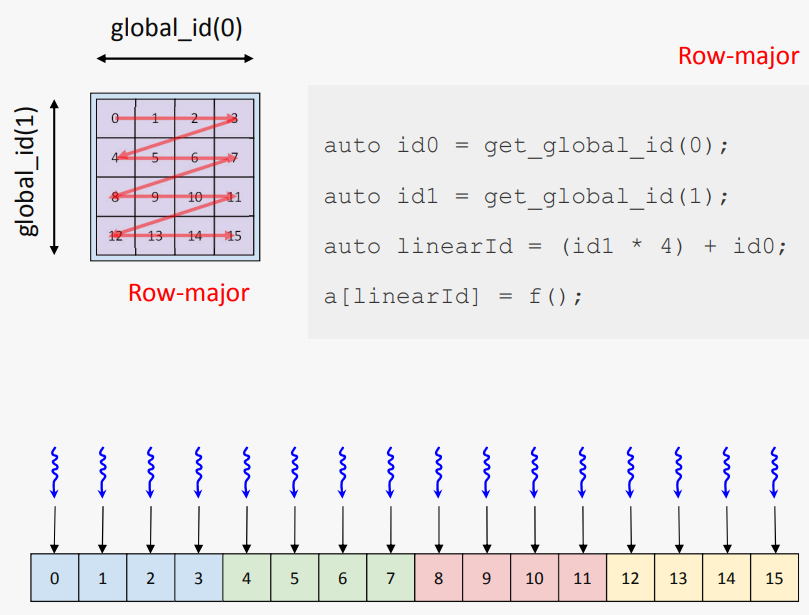 global_id(0)
Row-major
global_id(1)
0 1 2 3
4 5 6 7
8 9 10 11
12 13 14 15
Row-major
auto id0 = get_global_id(0);
auto id1 = get_global_id(1);
auto linearId = (id1 * 4) + id0;
a[linearId] = f();
0 1 2 3 4 5 6 7 8 9 10 11 12 13 14 15